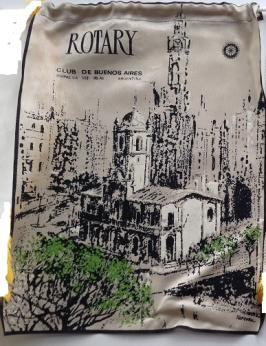 ROTARY
CLUB DE BUENOS AIRES
ARGENTINA